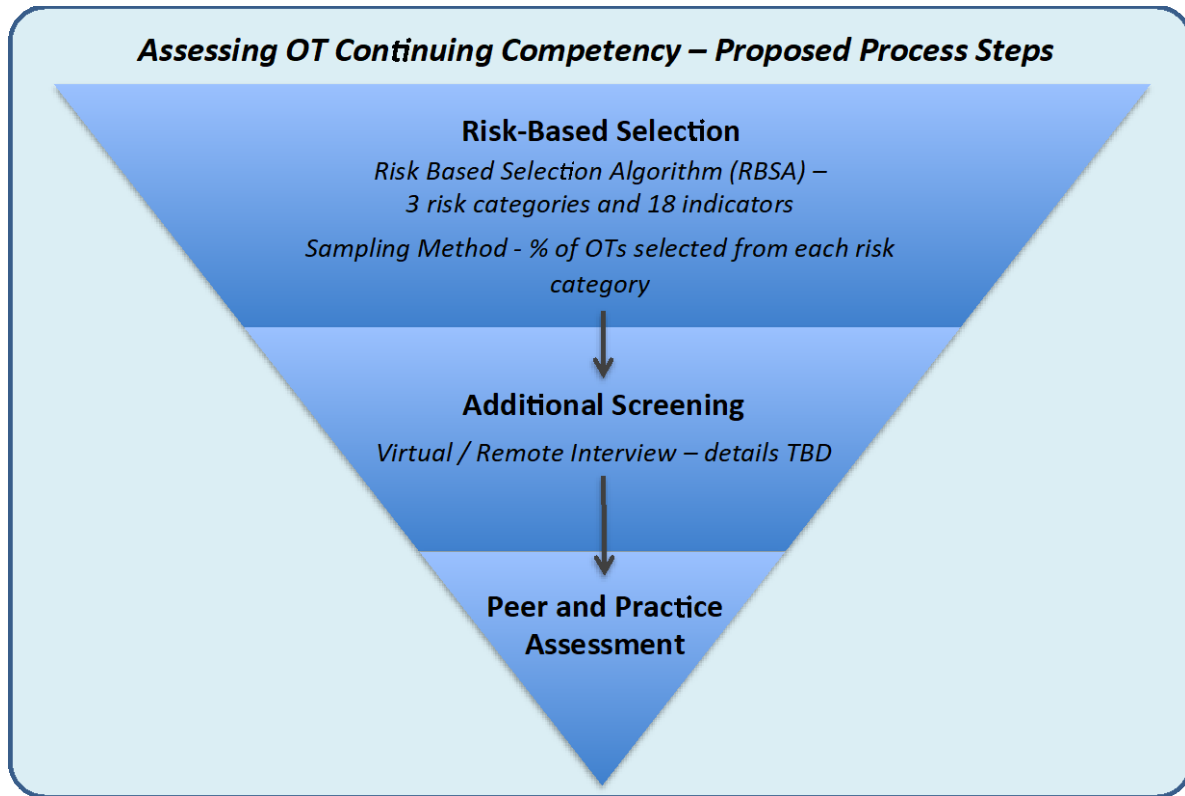 Assessing OT Continuing Competency – Proposed Process Steps
Risk-Based Selection
Risk Based Selection Algorithm (RBSA) –
3 risk categories and 18 indicators
Sampling Method - % of OTs selected from each risk
category
Additional Screening
Virtual / Remote Interview – details TBD
Peer and Practice
Assessment